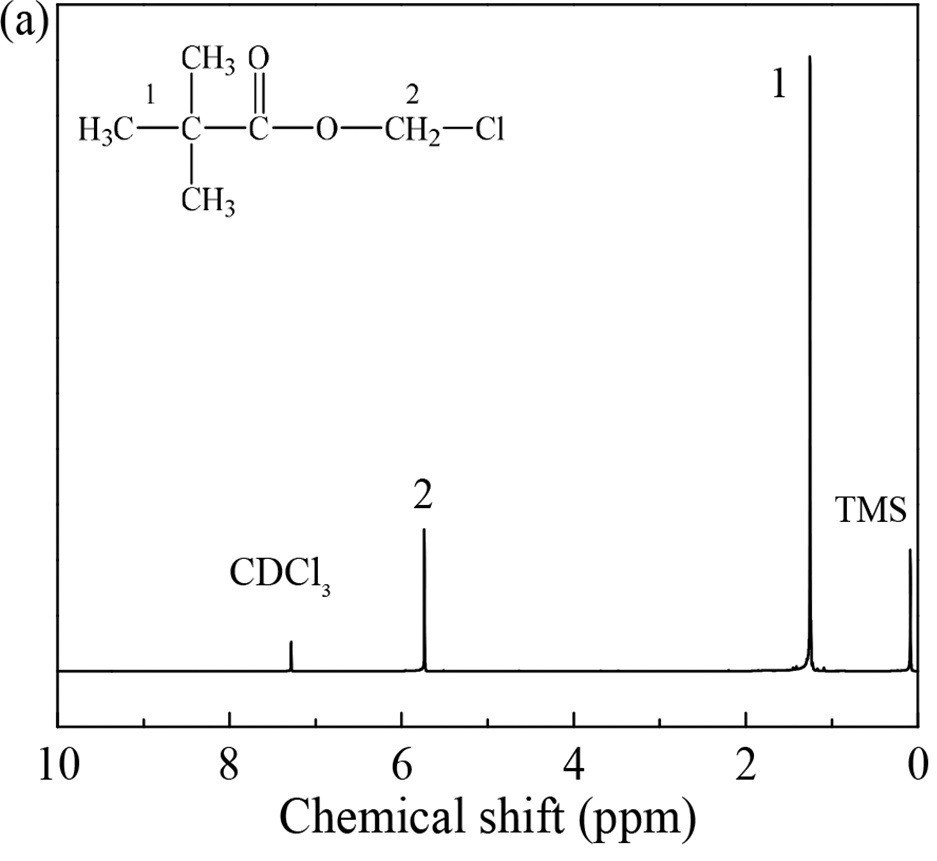 (a)
CH₃ O
1 2
H₃C—C—C—O—CH₂—Cl
CH₃
1
2
TMS
CDCl₃
10 8 6 4 2 0
Chemical shift (ppm)